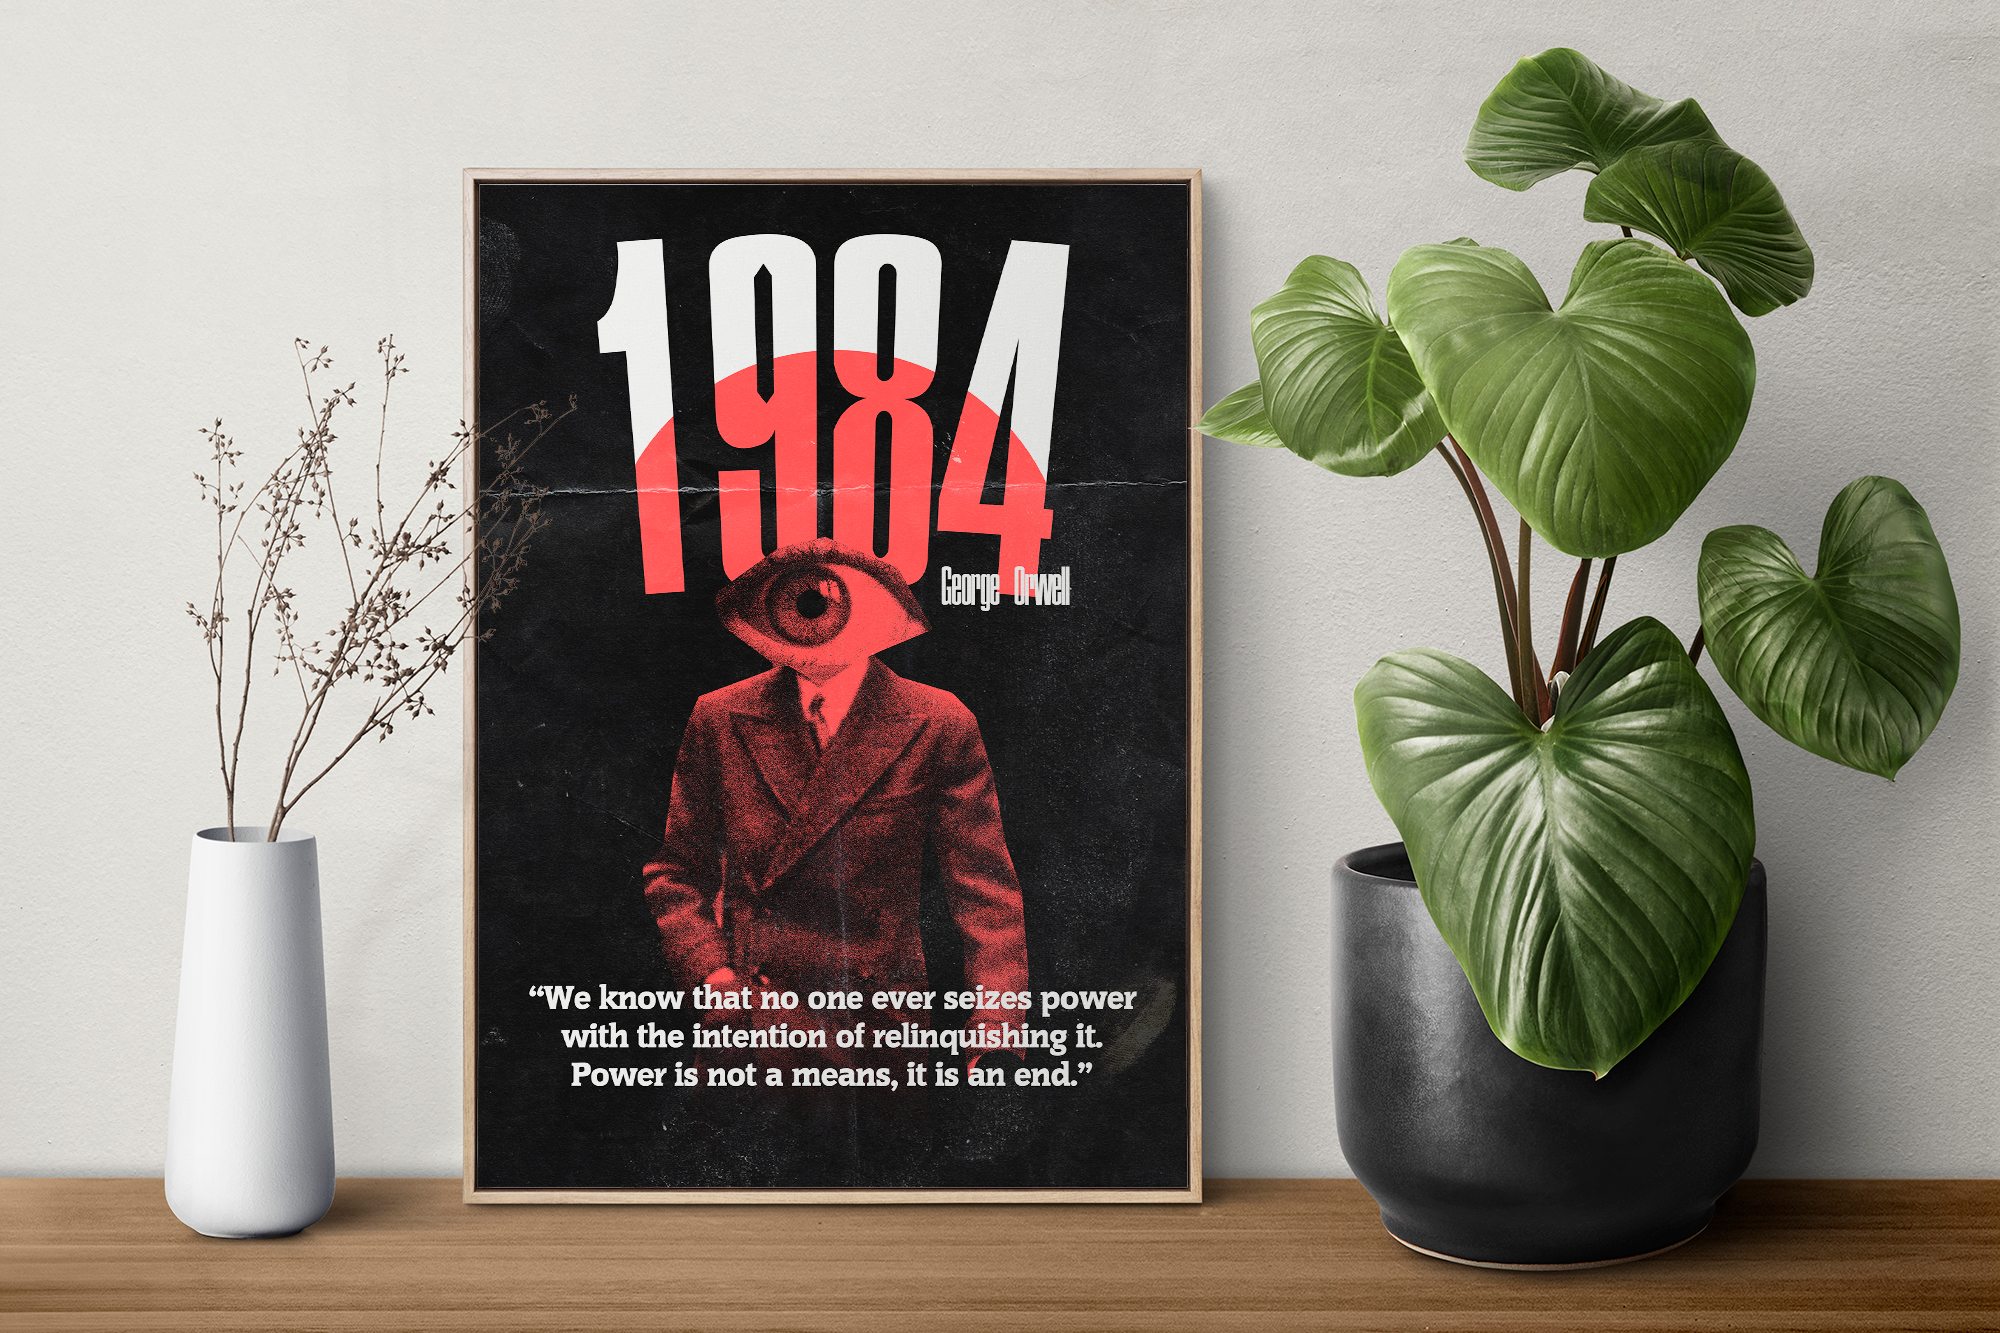 1984
George Orwell
“We know that no one ever seizes power
with the intention of relinquishing it.
Power is not a means, it is an end.”